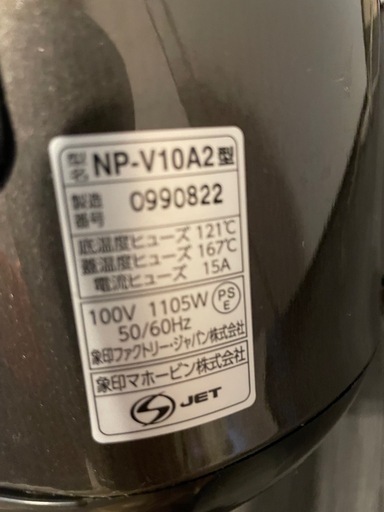 型名 NP-V10A2型
製造番号 0990822
底温度ヒューズ 121℃
蓋温度ヒューズ 167℃
電流ヒューズ 15A
100V 1105W PSE
50/60Hz
象印ファクトリー・ジャパン株式会社
象印マホービン株式会社
S JET